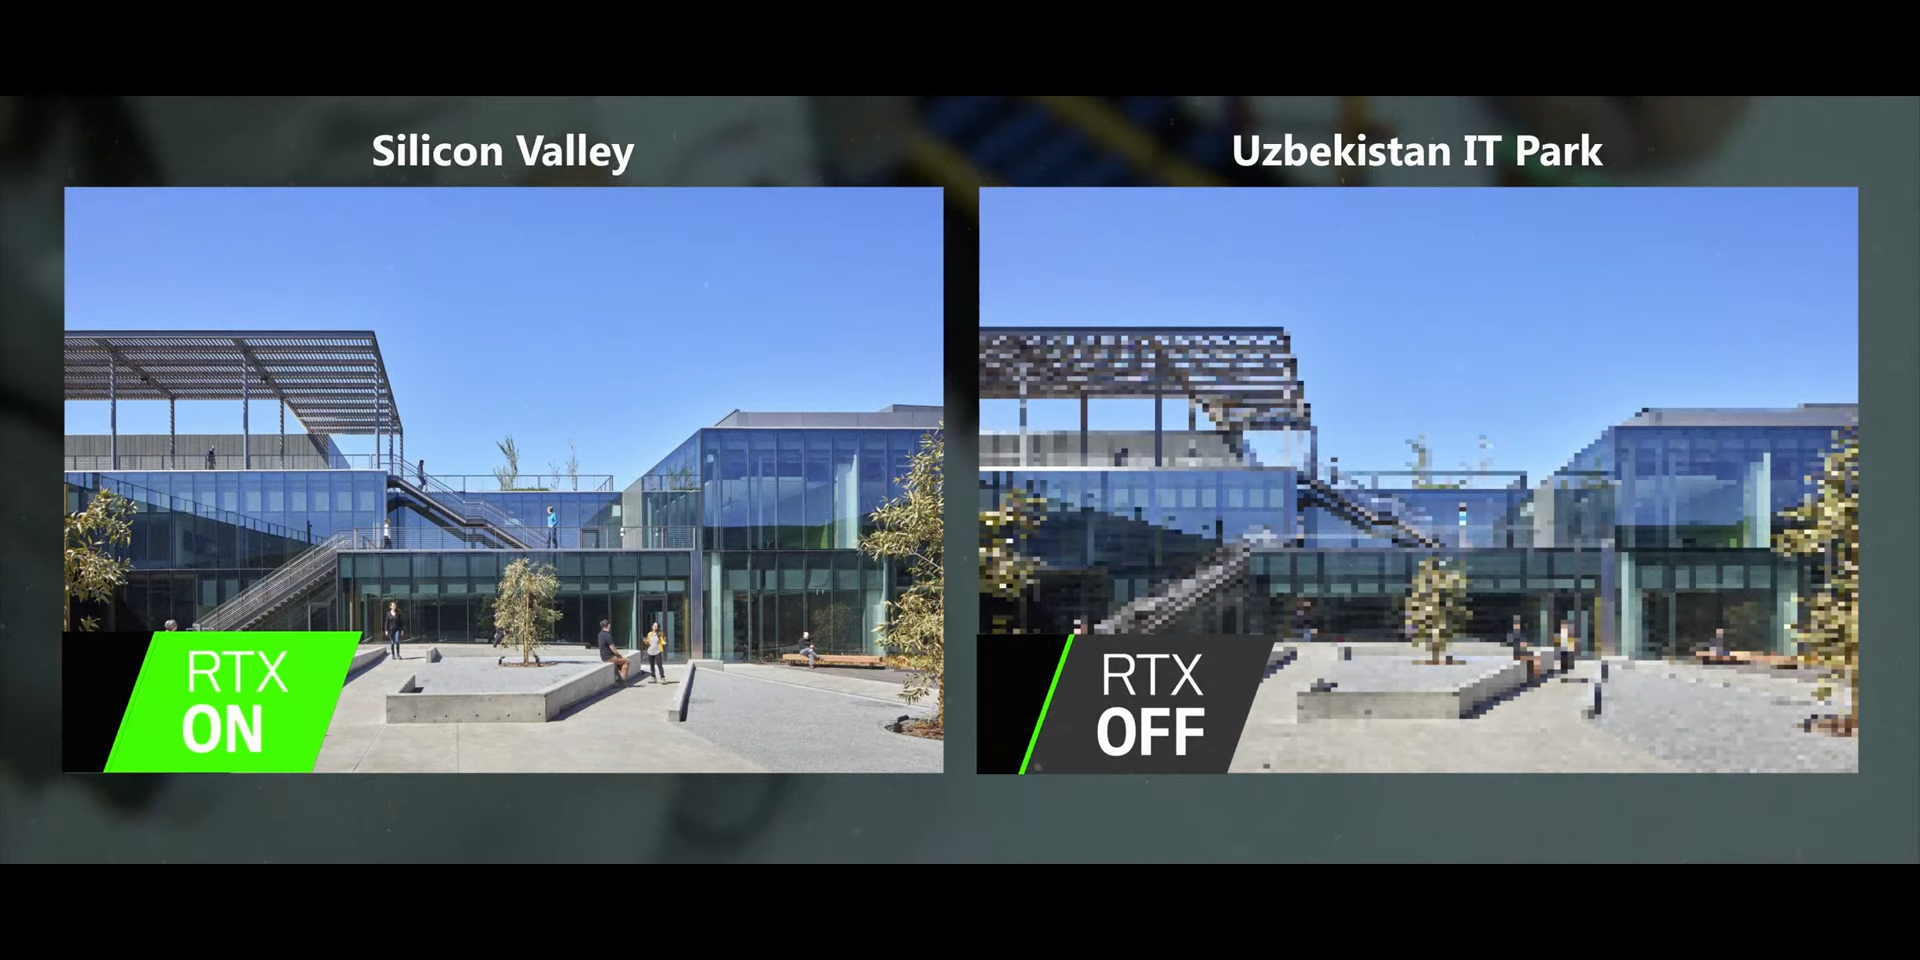 Silicon Valley
Uzbekistan IT Park
RTX
ON
RTX
OFF